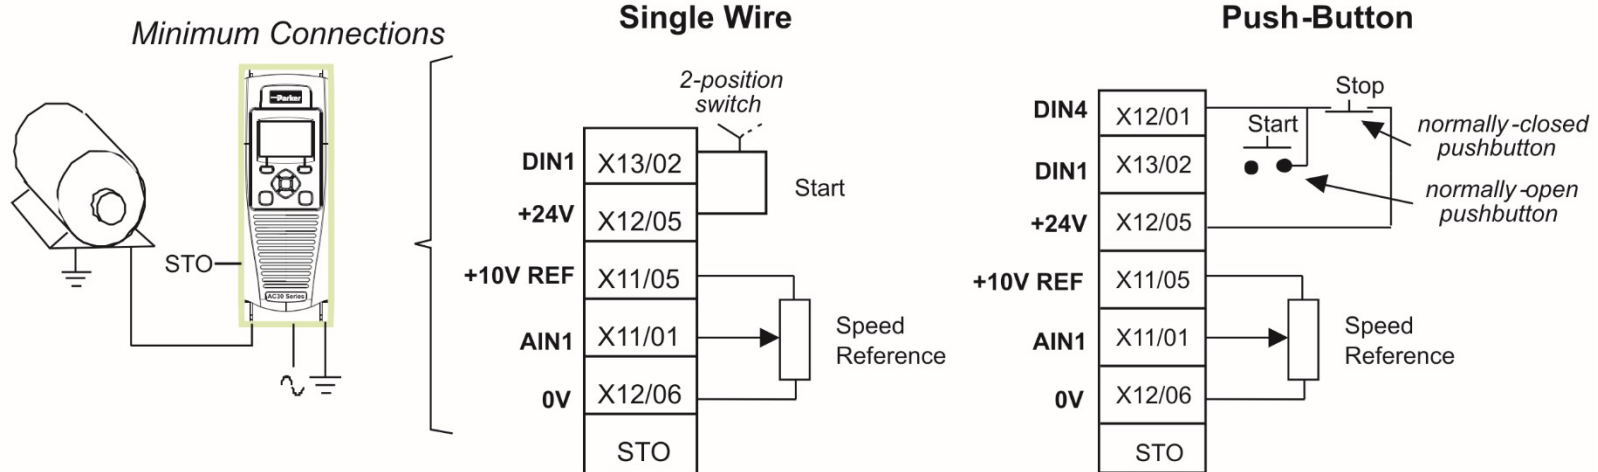 Minimum Connections
Parker
STO
AC30 Series
Single Wire
2-position
switch
DIN1 X13/02
Start
+24V X12/05
+10V REF X11/05
Speed
AIN1 X11/01
Reference
0V X12/06
STO
Push-Button
Stop
DIN4 X12/01
Start
normally-closed
pushbutton
DIN1 X13/02
normally-open
pushbutton
+24V X12/05
+10V REF X11/05
Speed
AIN1 X11/01
Reference
0V X12/06
STO